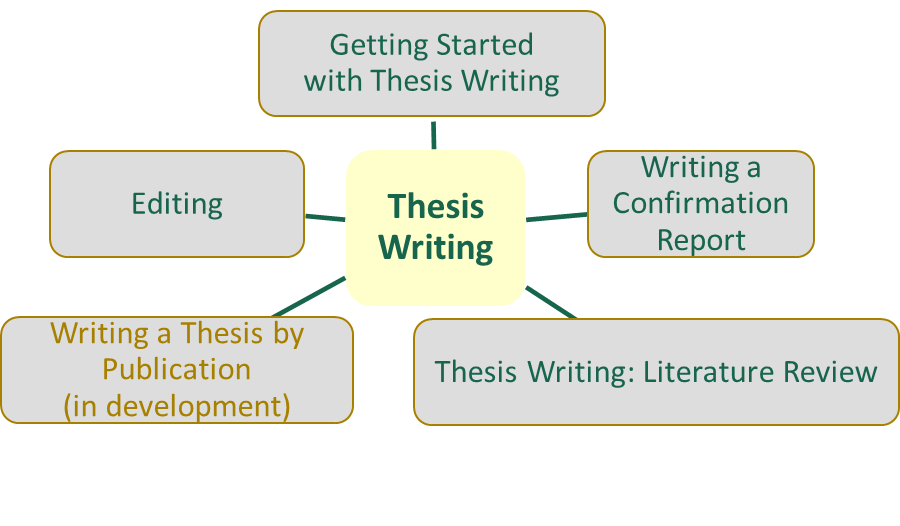 Getting Started
with Thesis Writing
Editing
Thesis
Writing
Writing a
Confirmation
Report
Writing a Thesis by
Publication
(in development)
Thesis Writing: Literature Review